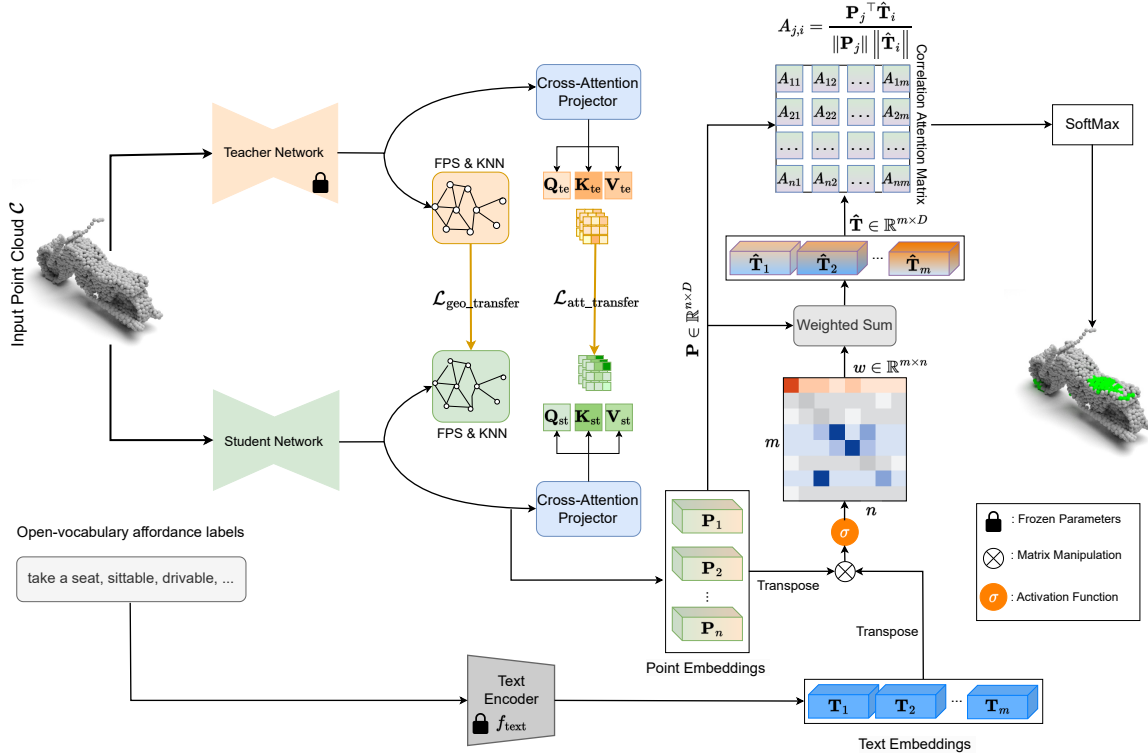 Input Point Cloud 𝒞
Teacher Network
Student Network
Cross-Attention
Projector
FPS & KNN
Q_te K_te V_te
ℒ_geo_transfer
ℒ_att_transfer
FPS & KNN
Q_st K_st V_st
Cross-Attention
Projector
A_{j,i} = P_j^⊤ T̂_i / ‖P_j‖ ‖T̂_i‖
A_11 A_12 ... A_1m
A_21 A_22 ... A_2m
... ... ... ...
A_n1 A_n2 ... A_nm
Correlation Attention Matrix
SoftMax
T̂ ∈ ℝ^{m×D}
T̂_1 T̂_2 ... T̂_m
P ∈ ℝ^{n×D}
Weighted Sum
w ∈ ℝ^{m×n}
m
n
σ
P_1
P_2
⋮
P_n
Point Embeddings
Transpose
Transpose
Open-vocabulary affordance labels
take a seat, sittable, drivable, ...
Text
Encoder
f_text
T_1 T_2 ... T_m
Text Embeddings
: Frozen Parameters
: Matrix Manipulation
σ : Activation Function